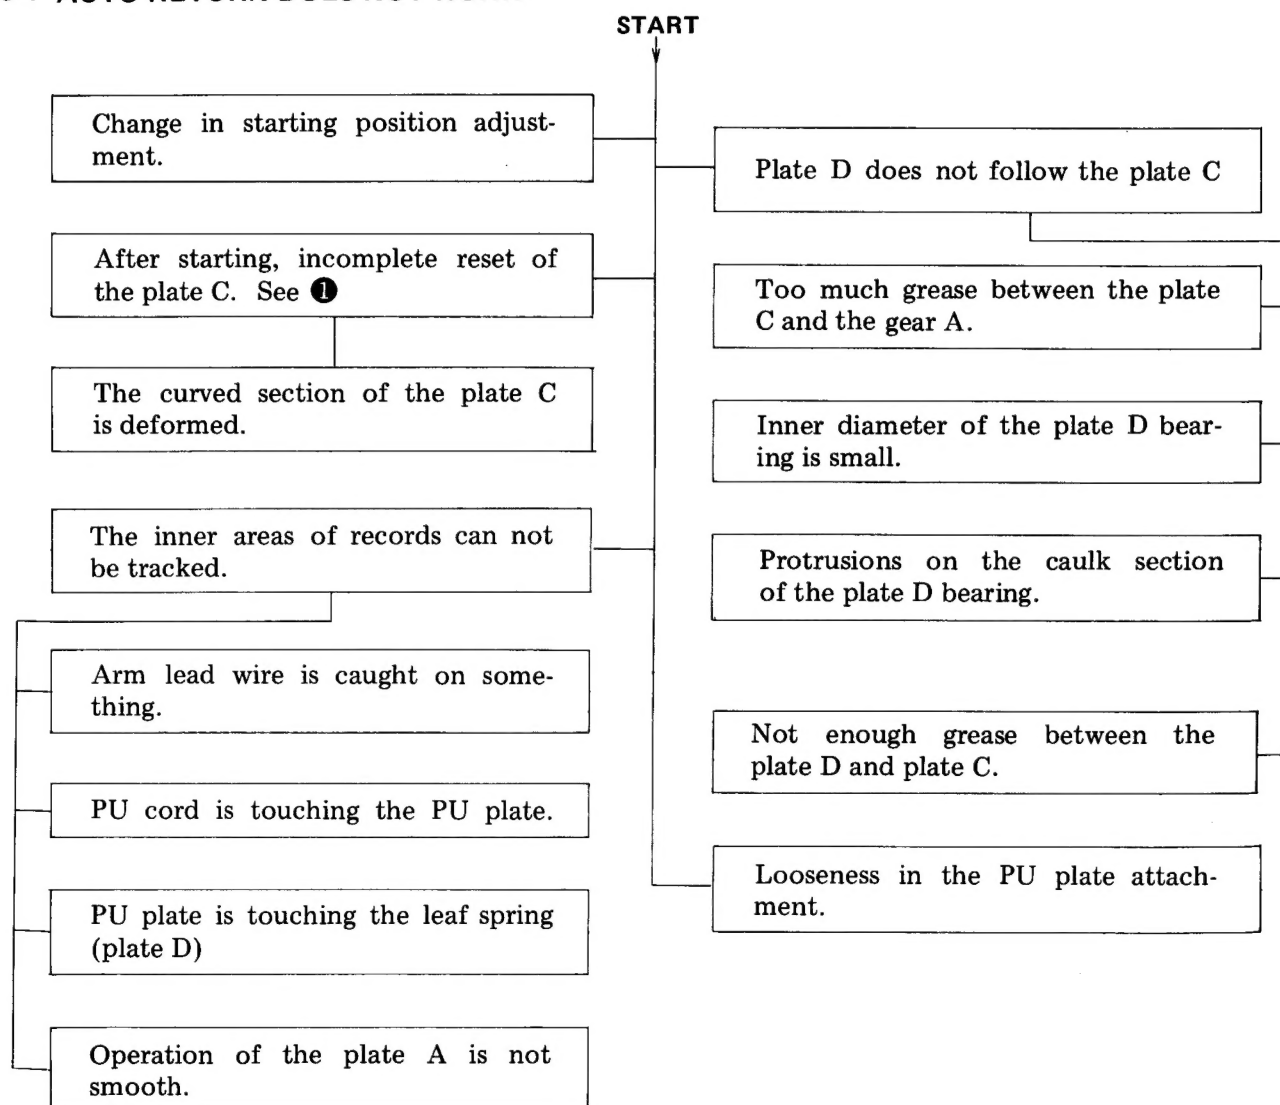 START
Change in starting position adjust-
ment.
After starting, incomplete reset of
the plate C. See ❶
The curved section of the plate C
is deformed.
The inner areas of records can not
be tracked.
Arm lead wire is caught on some-
thing.
PU cord is touching the PU plate.
PU plate is touching the leaf spring
(plate D)
Operation of the plate A is not
smooth.
Plate D does not follow the plate C
Too much grease between the plate
C and the gear A.
Inner diameter of the plate D bear-
ing is small.
Protrusions on the caulk section
of the plate D bearing.
Not enough grease between the
plate D and plate C.
Looseness in the PU plate attach-
ment.